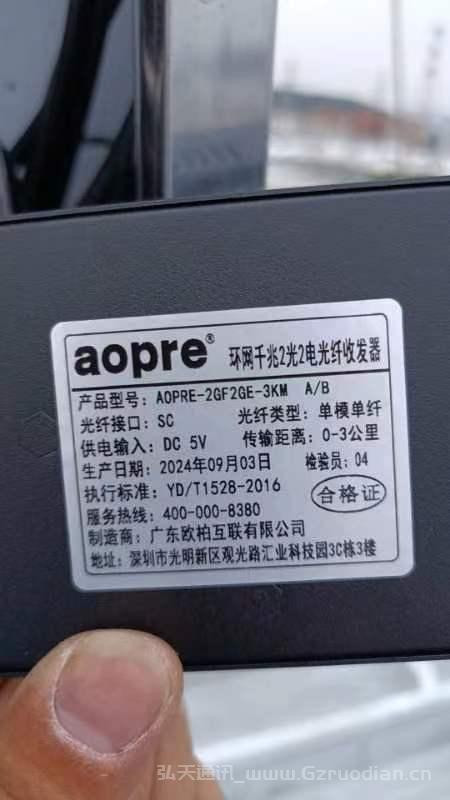 aopre® 环网千兆2光2电光纤收发器
产品型号: AOPRE-2GF2GE-3KM A/B
光纤接口: SC 光纤类型: 单模单纤
供电输入: DC 5V 传输距离: 0-3公里
生产日期: 2024年09月03日 检验员: 04
执行标准: YD/T1528-2016
服务热线: 400-000-8380
合格证
制造商: 广东欧柏互联有限公司
地址: 深圳市光明新区观光路汇业科技园3C栋3楼
弘天通讯_www.Gzruodian.cn